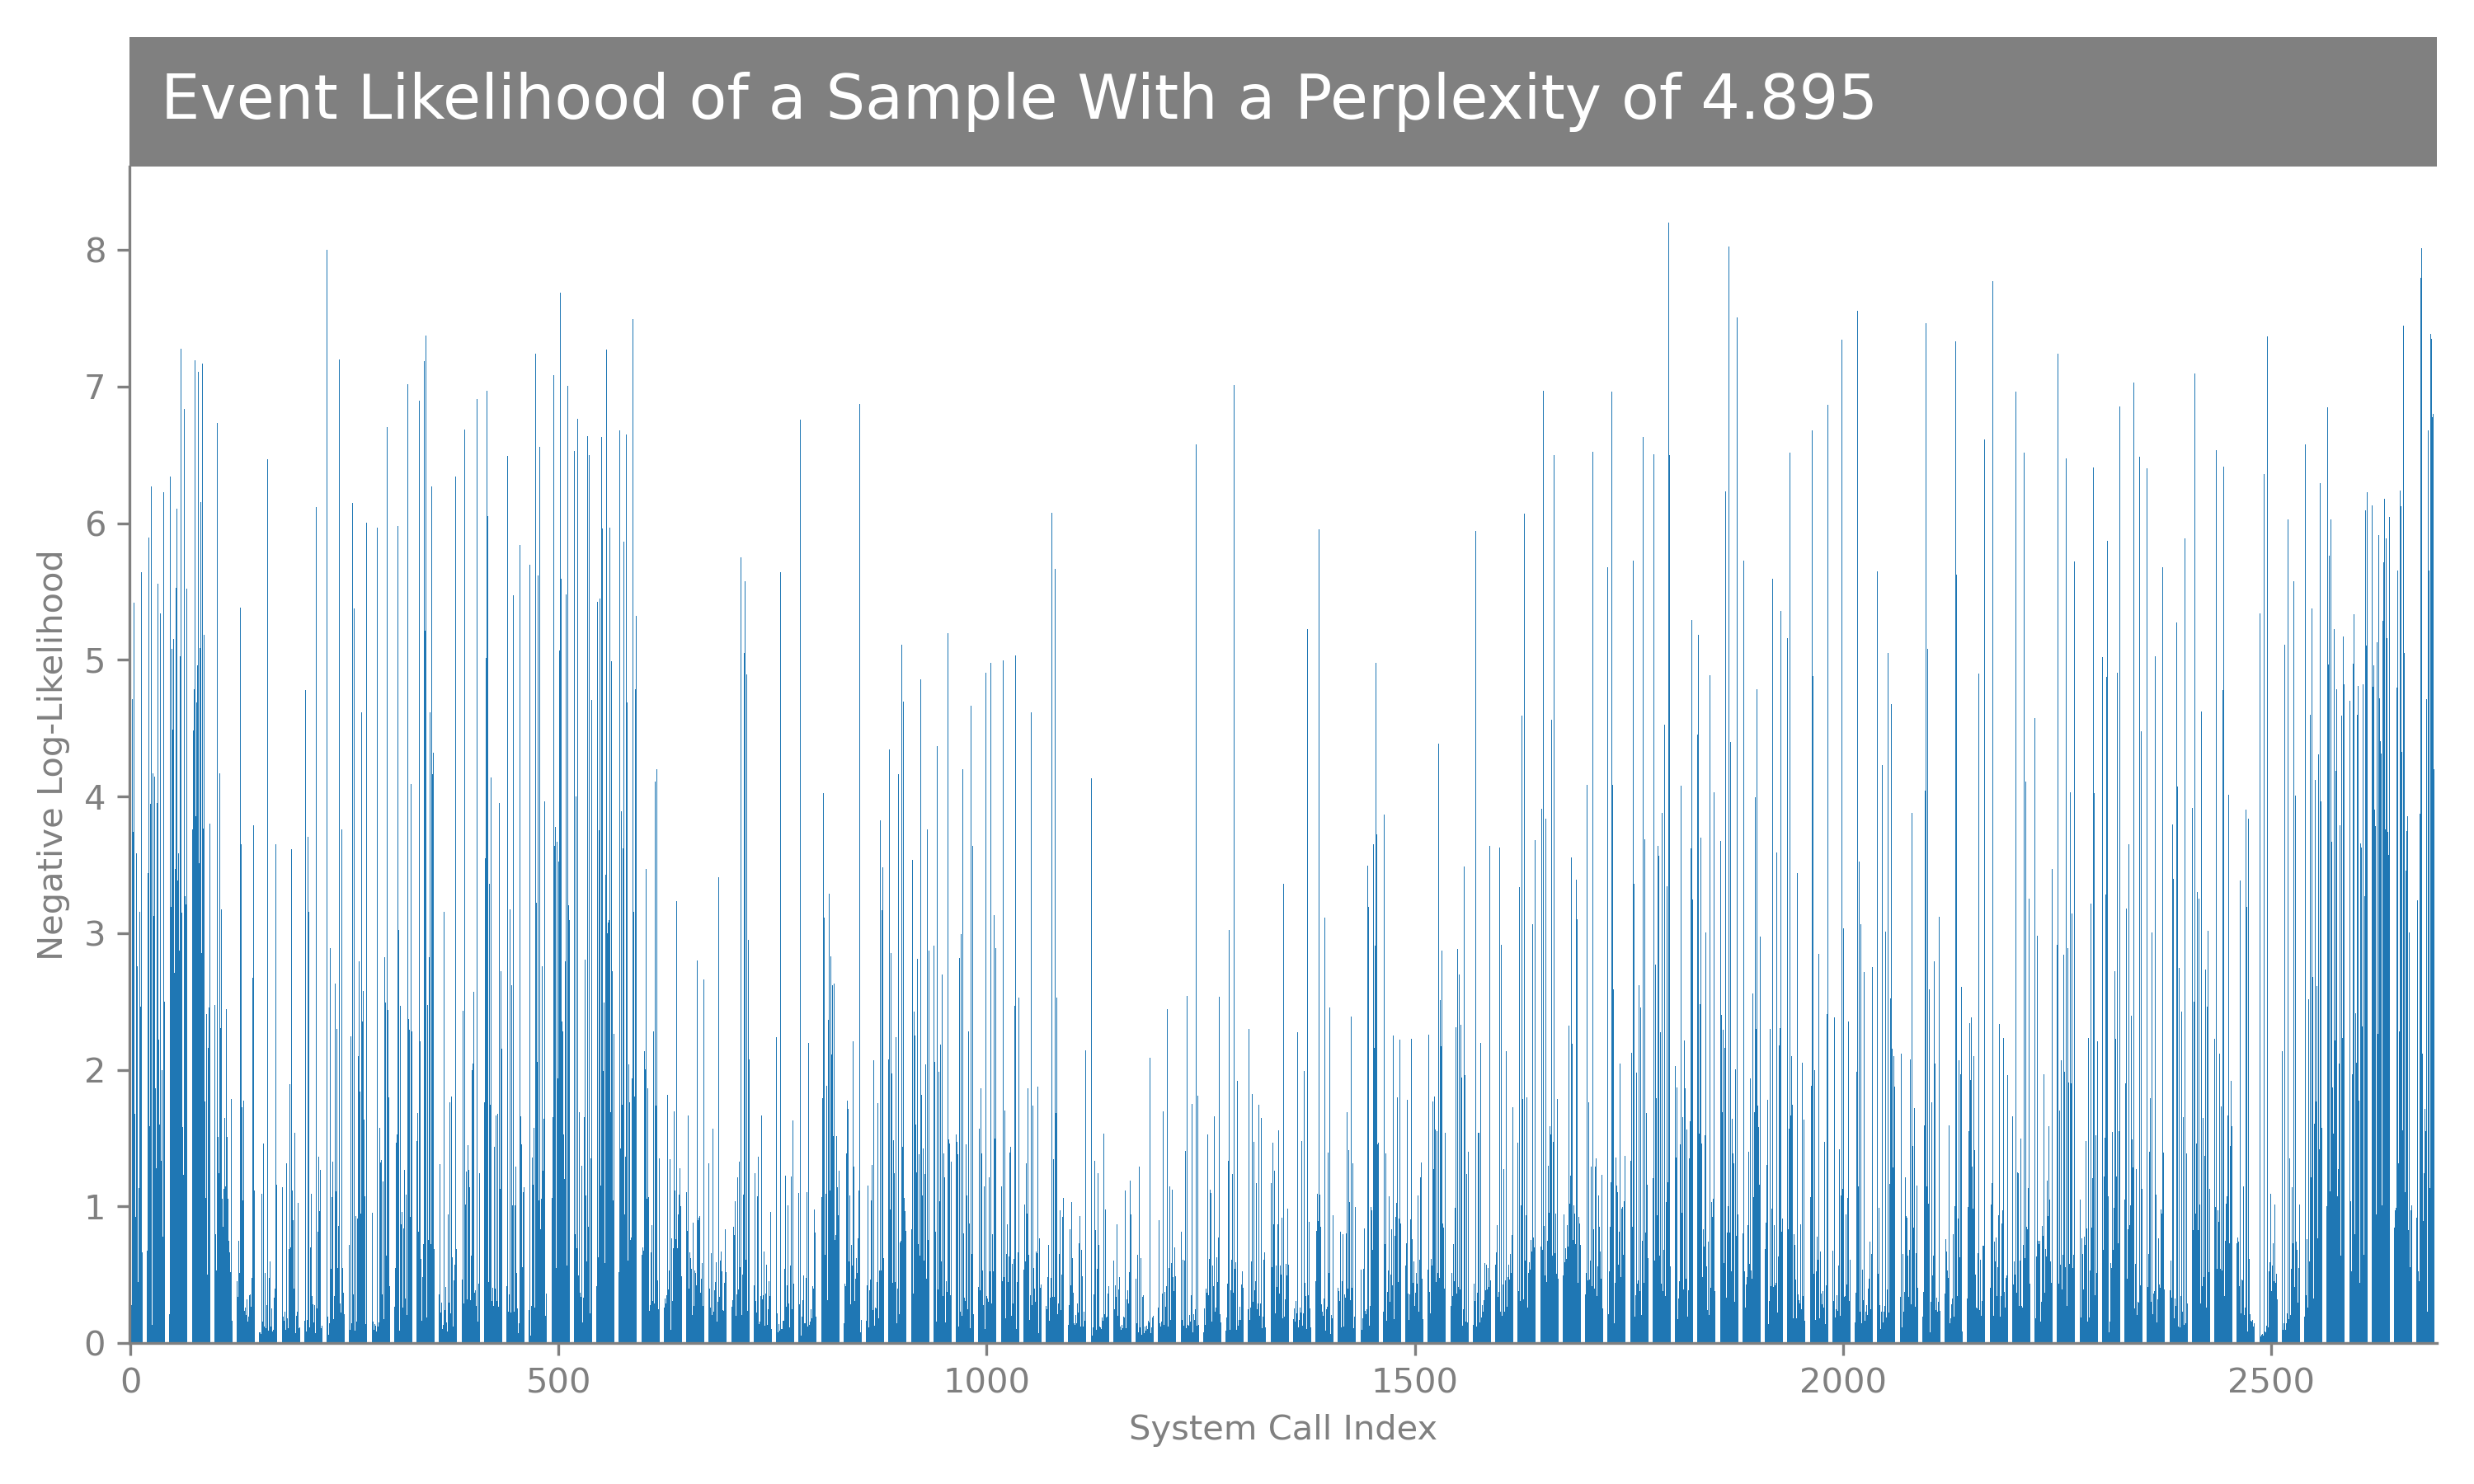 Event Likelihood of a Sample With a Perplexity of 4.895
Negative Log-Likelihood
8
7
6
5
4
3
2
1
0
0 500 1000 1500 2000 2500
System Call Index